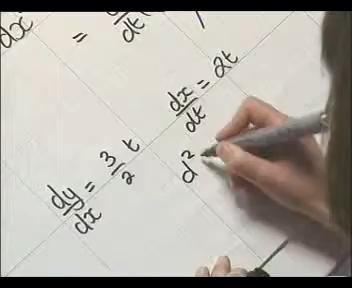 dx = d/dt(
dx/dt = 2t
dy/dx = 3/2 t
d²